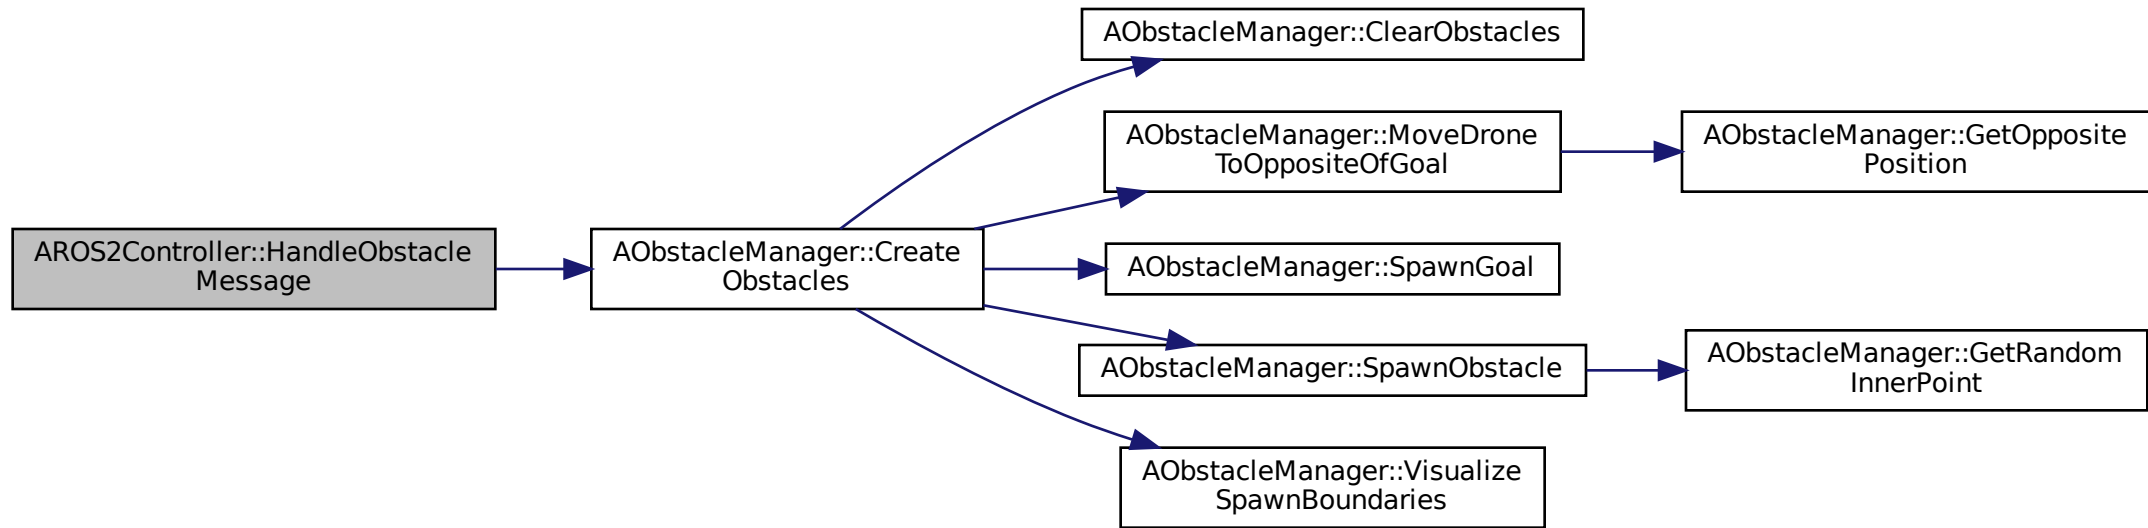 AROS2Controller::HandleObstacle
Message
AObstacleManager::Create
Obstacles
AObstacleManager::ClearObstacles
AObstacleManager::MoveDrone
ToOppositeOfGoal
AObstacleManager::GetOpposite
Position
AObstacleManager::SpawnGoal
AObstacleManager::SpawnObstacle
AObstacleManager::GetRandom
InnerPoint
AObstacleManager::Visualize
SpawnBoundaries